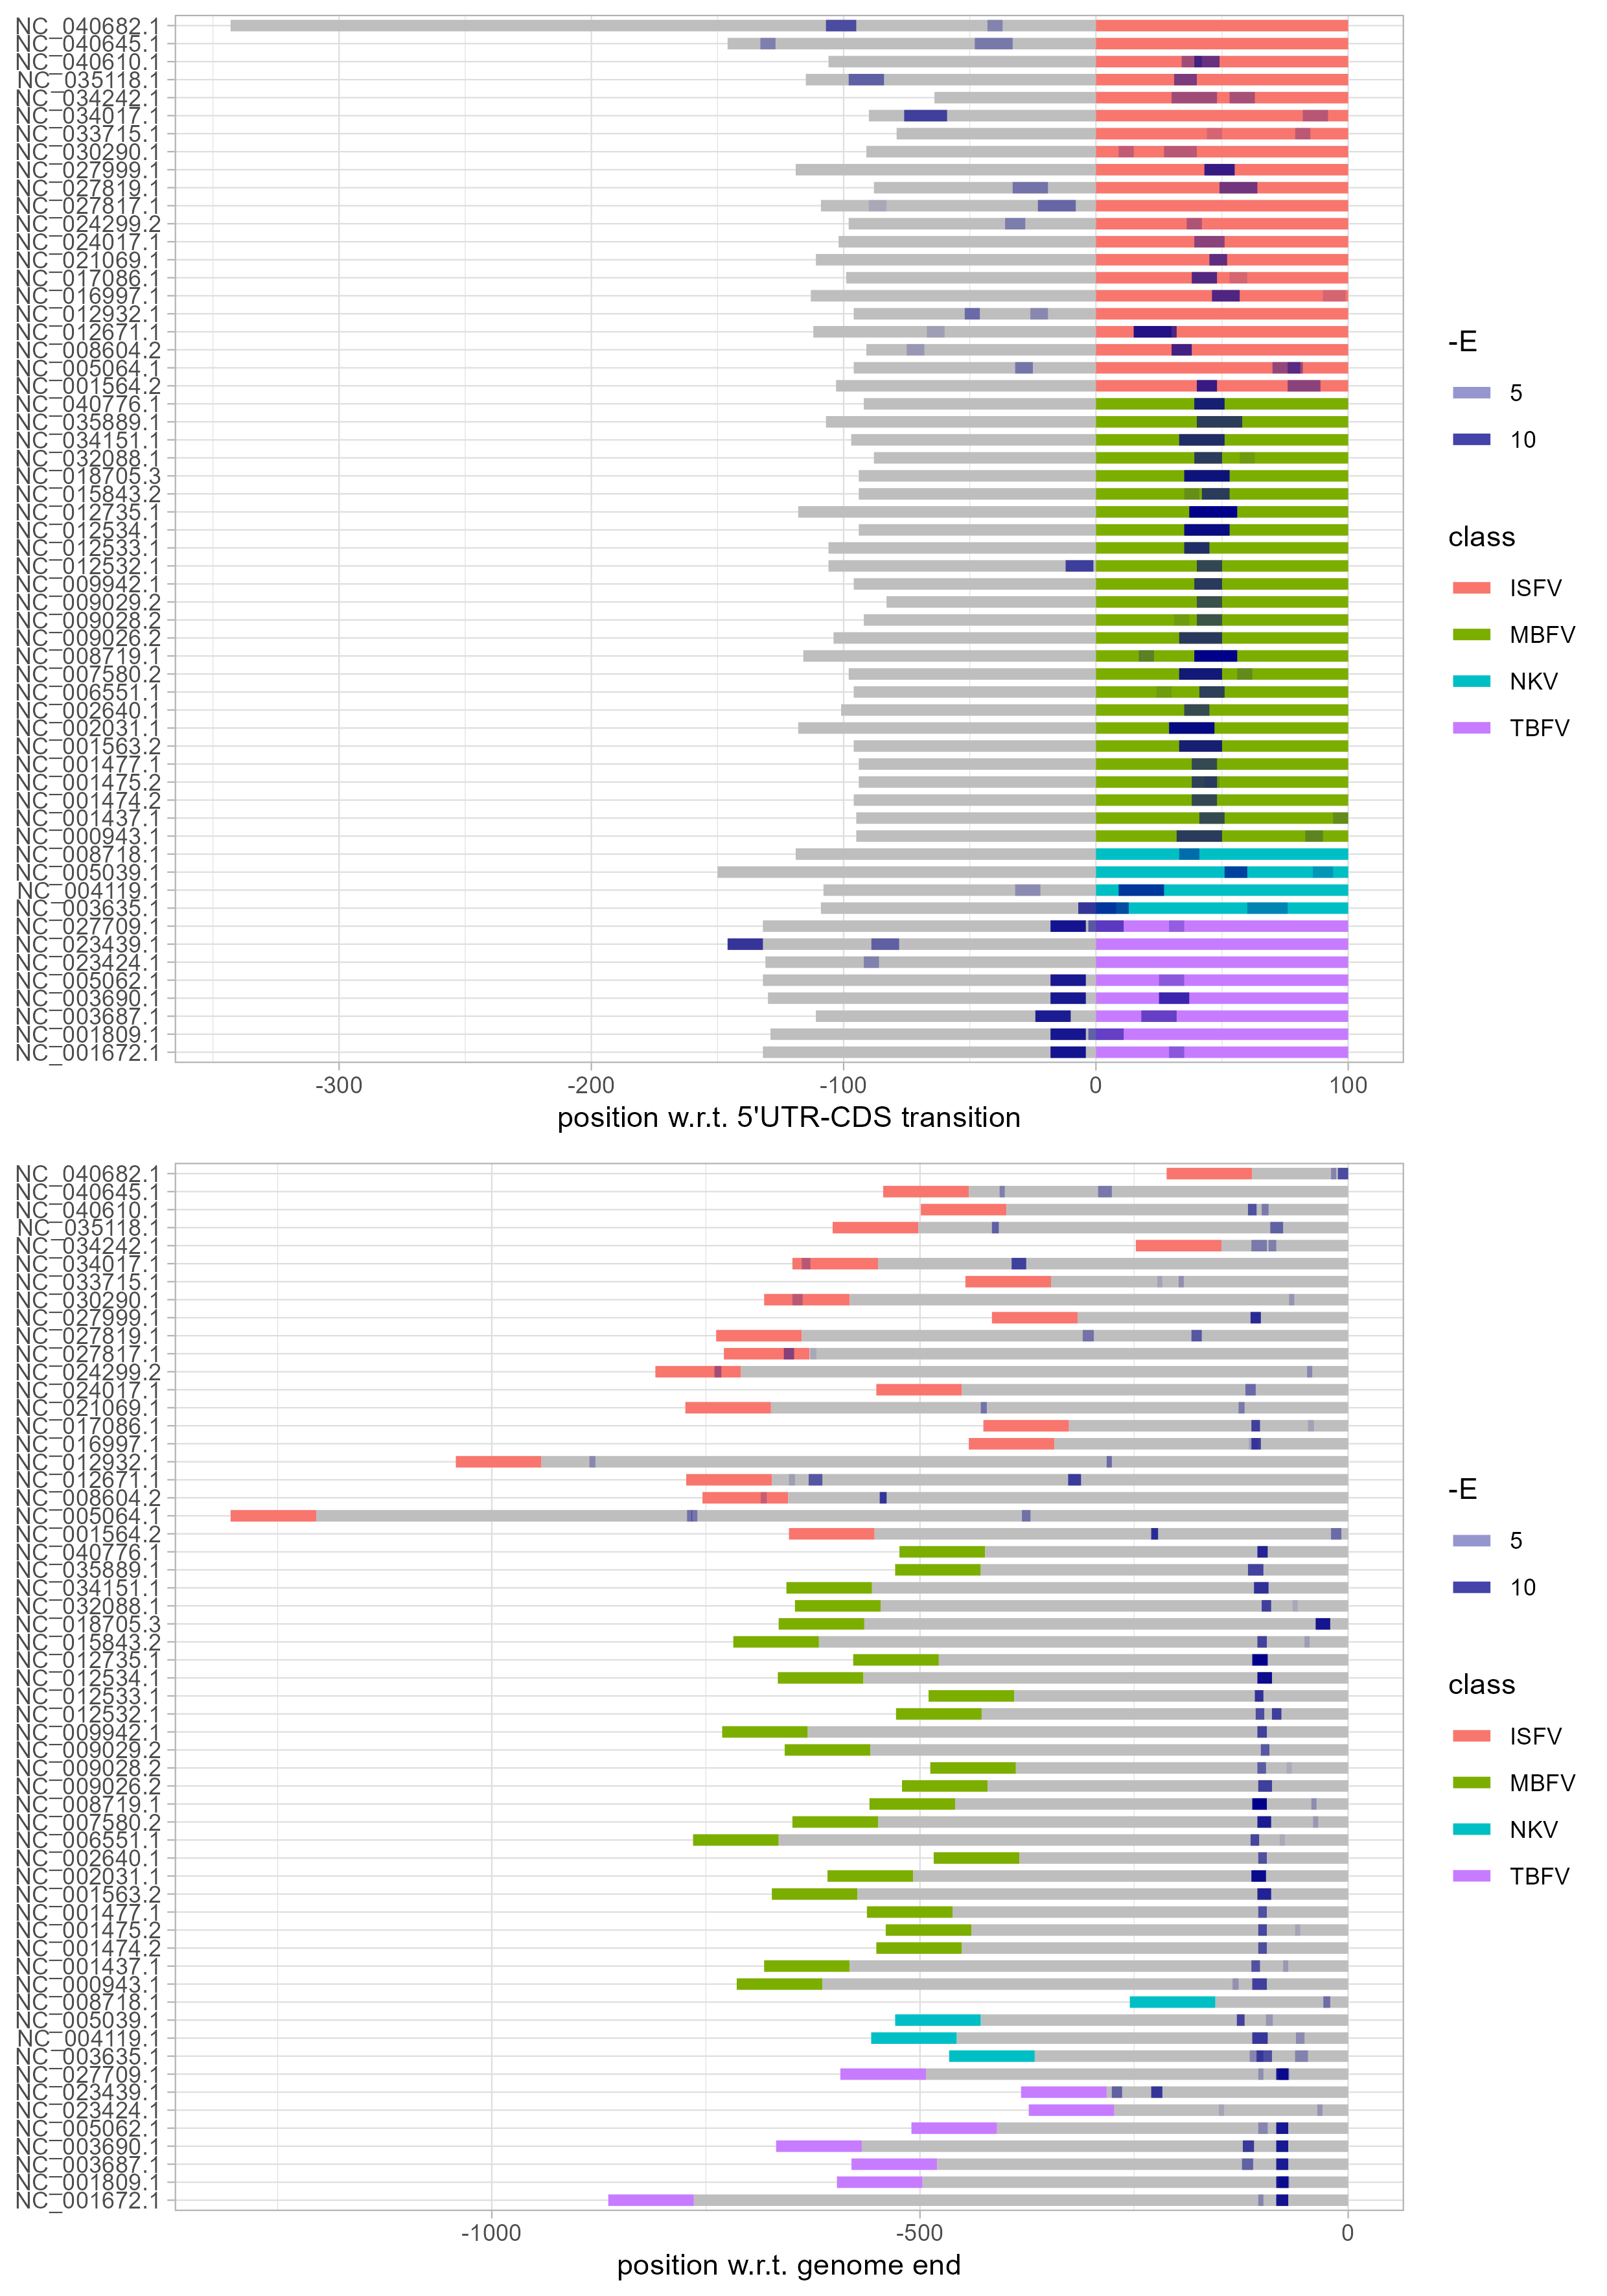 NC_040682.1
NC_040645.1
NC_040610.1
NC_035118.1
NC_034242.1
NC_034017.1
NC_033715.1
NC_030290.1
NC_027999.1
NC_027819.1
NC_027817.1
NC_024299.2
NC_024017.1
NC_021069.1
NC_017086.1
NC_016997.1
NC_012932.1
NC_012671.1
NC_008604.2
NC_005064.1
NC_001564.2
NC_040776.1
NC_035889.1
NC_034151.1
NC_032088.1
NC_018705.3
NC_015843.2
NC_012735.1
NC_012534.1
NC_012533.1
NC_012532.1
NC_009942.1
NC_009029.2
NC_009028.2
NC_009026.2
NC_008719.1
NC_007580.2
NC_006551.1
NC_002640.1
NC_002031.1
NC_001563.2
NC_001477.1
NC_001475.2
NC_001474.2
NC_001437.1
NC_000943.1
NC_008718.1
NC_005039.1
NC_004119.1
NC_003635.1
NC_027709.1
NC_023439.1
NC_023424.1
NC_005062.1
NC_003690.1
NC_003687.1
NC_001809.1
NC_001672.1
-300 -200 -100 0 100
position w.r.t. 5'UTR-CDS transition
-E
5
10
class
ISFV
MBFV
NKV
TBFV
NC_040682.1
NC_040645.1
NC_040610.1
NC_035118.1
NC_034242.1
NC_034017.1
NC_033715.1
NC_030290.1
NC_027999.1
NC_027819.1
NC_027817.1
NC_024299.2
NC_024017.1
NC_021069.1
NC_017086.1
NC_016997.1
NC_012932.1
NC_012671.1
NC_008604.2
NC_005064.1
NC_001564.2
NC_040776.1
NC_035889.1
NC_034151.1
NC_032088.1
NC_018705.3
NC_015843.2
NC_012735.1
NC_012534.1
NC_012533.1
NC_012532.1
NC_009942.1
NC_009029.2
NC_009028.2
NC_009026.2
NC_008719.1
NC_007580.2
NC_006551.1
NC_002640.1
NC_002031.1
NC_001563.2
NC_001477.1
NC_001475.2
NC_001474.2
NC_001437.1
NC_000943.1
NC_008718.1
NC_005039.1
NC_004119.1
NC_003635.1
NC_027709.1
NC_023439.1
NC_023424.1
NC_005062.1
NC_003690.1
NC_003687.1
NC_001809.1
NC_001672.1
-1000 -500 0
position w.r.t. genome end
-E
5
10
class
ISFV
MBFV
NKV
TBFV